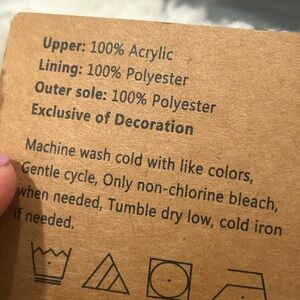 Upper: 100% Acrylic
Lining: 100% Polyester
Outer sole: 100% Polyester
Exclusive of Decoration
Machine wash cold with like colors,
Gentle cycle, Only non-chlorine bleach,
when needed, Tumble dry low, cold iron
if needed.